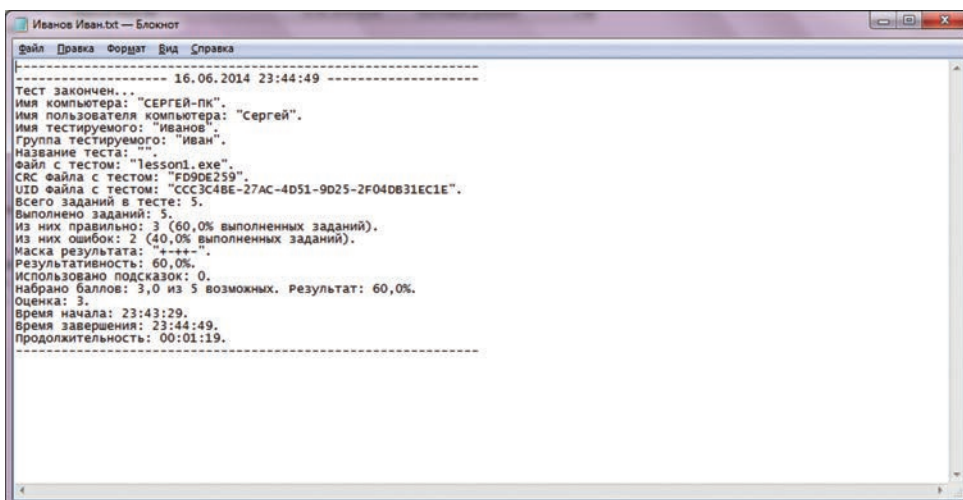 Иванов Иван.txt — Блокнот
Файл Правка Формат Вид Справка
---------------------------------------------------------------
-------------------- 16.06.2014 23:44:49 --------------------
Тест закончен...
Имя компьютера: "СЕРГЕЙ-ПК".
Имя пользователя компьютера: "Сергей".
Имя тестируемого: "Иванов".
Группа тестируемого: "Иван".
Название теста: "".
Файл с тестом: "lesson1.exe".
CRC Файла с тестом: "FD9DE259".
UID Файла с тестом: "CCC3C4BE-27AC-4D51-9D25-2F04DB31EC1E".
Всего заданий в тесте: 5.
Выполнено заданий: 5.
Из них правильно: 3 (60,0% выполненных заданий).
Из них ошибок: 2 (40,0% выполненных заданий).
Маска результата: "+-++-".
Результативность: 60,0%.
Использовано подсказок: 0.
Набрано баллов: 3,0 из 5 возможных. Результат: 60,0%.
Оценка: 3.
Время начала: 23:43:29.
Время завершения: 23:44:49.
Продолжительность: 00:01:19.
---------------------------------------------------------------